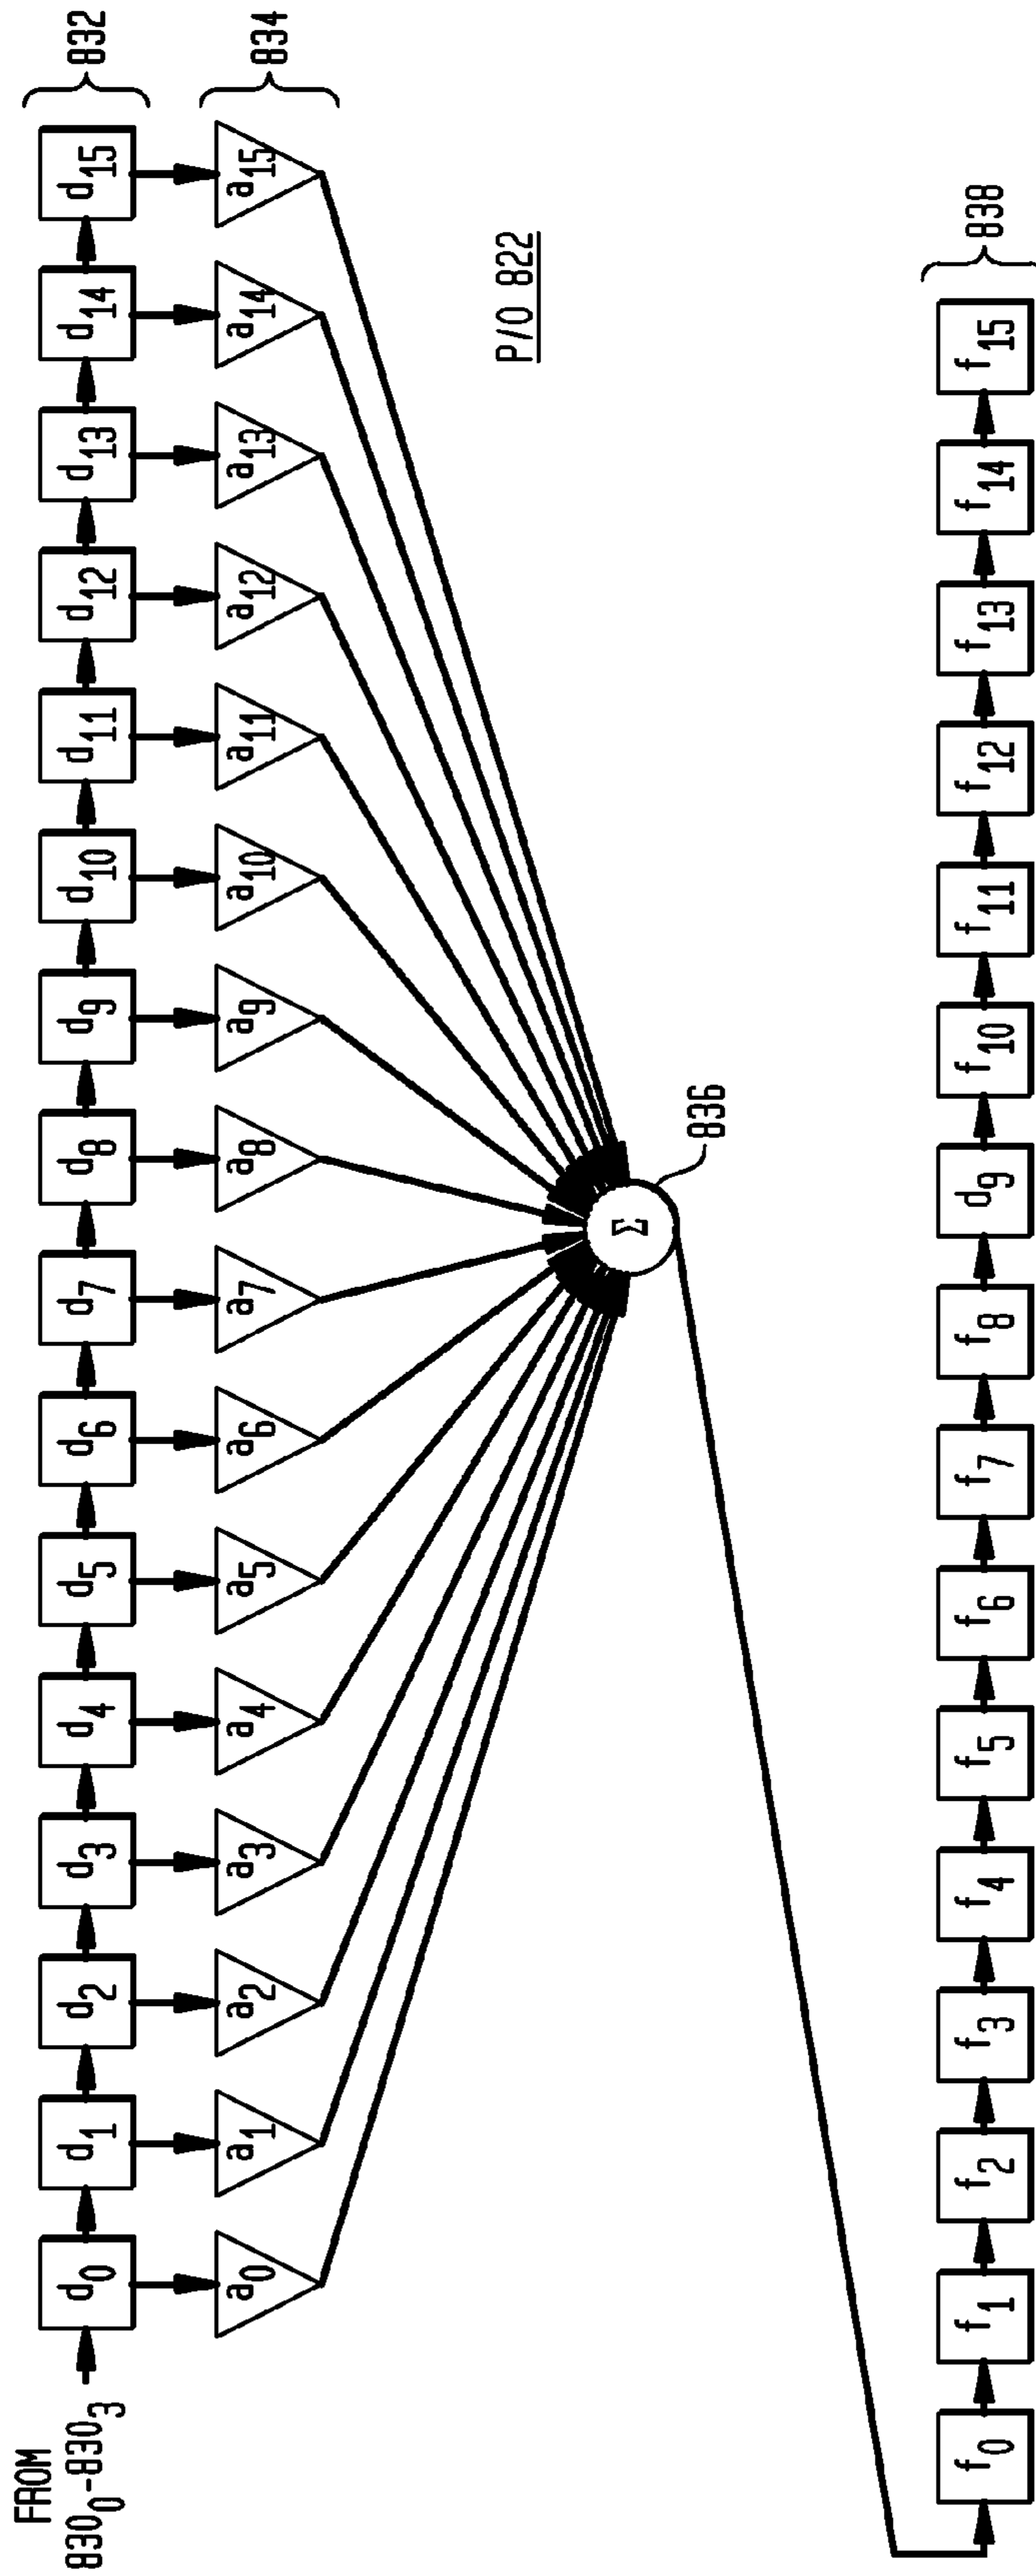 FROM
830₀-830₃
d₀ d₁ d₂ d₃ d₄ d₅ d₆ d₇ d₈ d₉ d₁₀ d₁₁ d₁₂ d₁₃ d₁₄ d₁₅
832
a₀ a₁ a₂ a₃ a₄ a₅ a₆ a₇ a₈ a₉ a₁₀ a₁₁ a₁₂ a₁₃ a₁₄ a₁₅
834
P/O 822
Σ
836
f₀ f₁ f₂ f₃ f₄ f₅ f₆ f₇ f₈ d₉ f₁₀ f₁₁ f₁₂ f₁₃ f₁₄ f₁₅
838